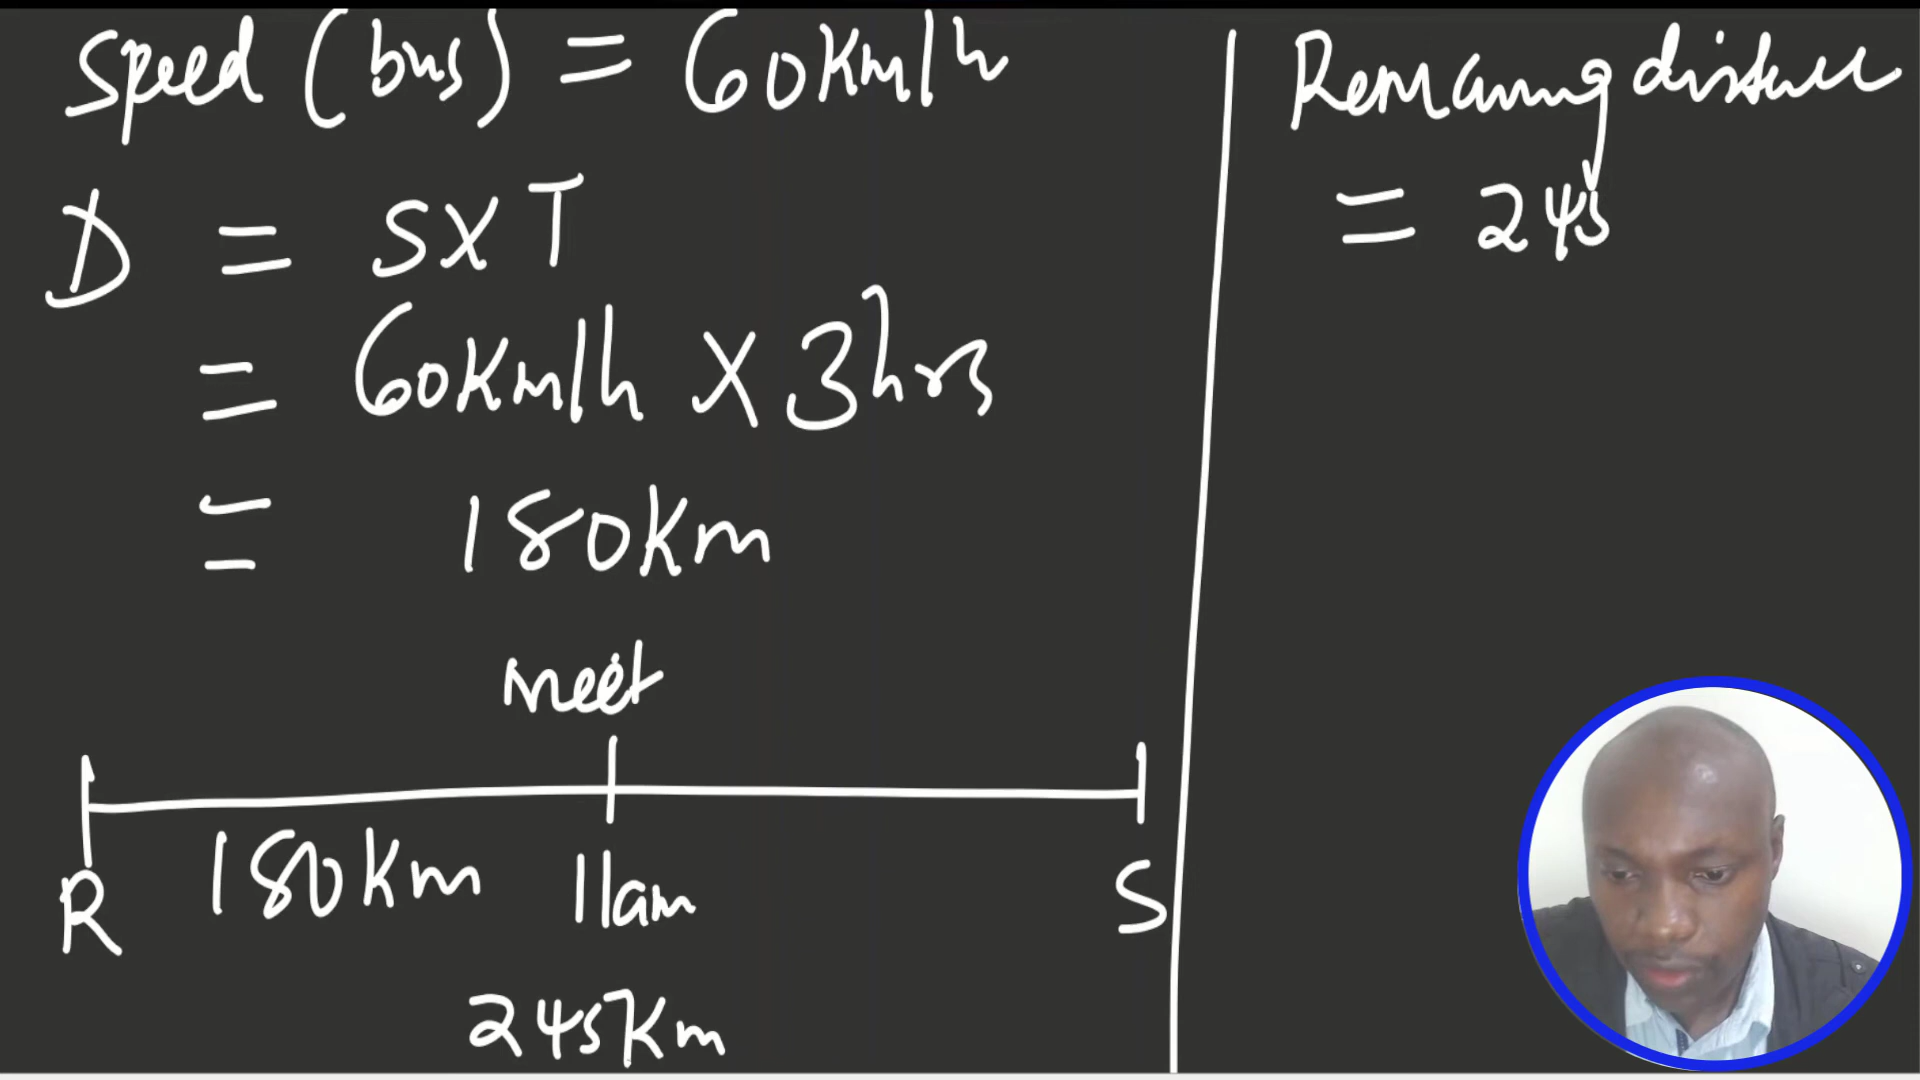 Speed (bus) = 60Km/h
D = S X T
= 60Km/h X 3hrs
= 180Km
meet
R 180Km 11am S
245Km
Remaining distance
= 245